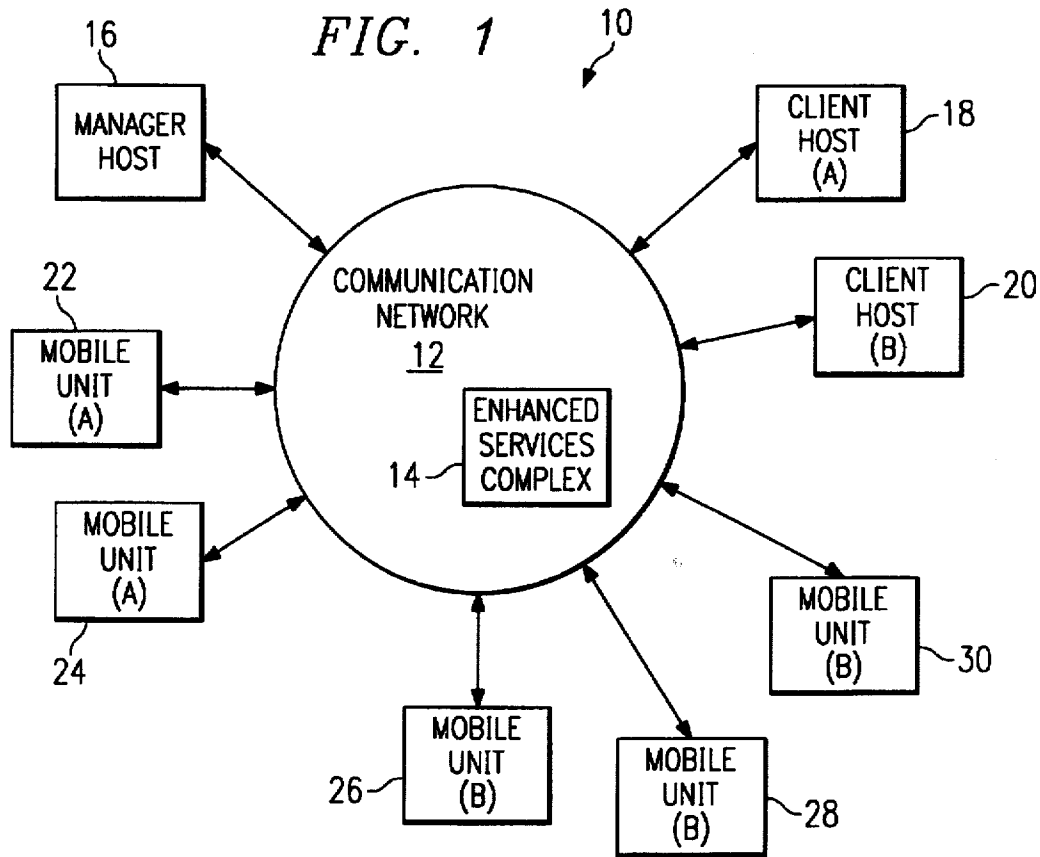 FIG. 1
10
16
MANAGER
HOST
CLIENT
HOST
(A)
18
22
MOBILE
UNIT
(A)
COMMUNICATION
NETWORK
12
CLIENT
HOST
(B)
20
14
ENHANCED
SERVICES
COMPLEX
MOBILE
UNIT
(A)
24
MOBILE
UNIT
(B)
30
26
MOBILE
UNIT
(B)
MOBILE
UNIT
(B)
28